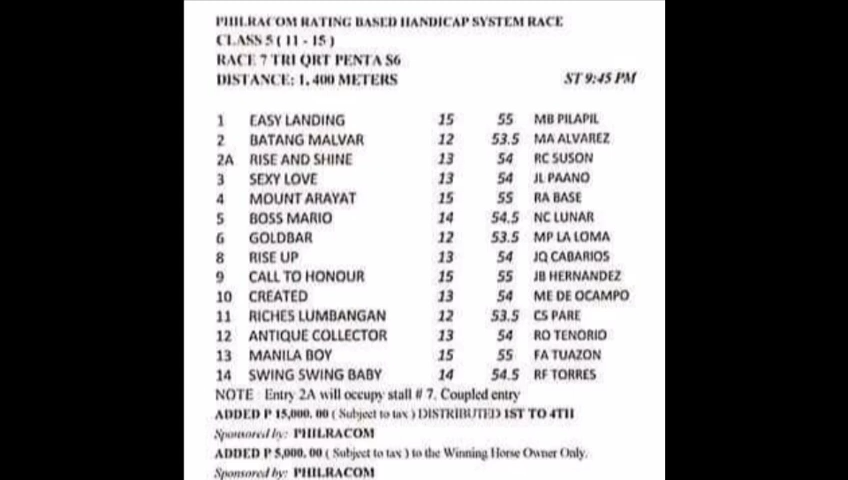 PHILRACOM RATING BASED HANDICAP SYSTEM RACE
CLASS 5 ( 11 - 15 )
RACE 7 TRI QRT PENTA S6
DISTANCE: 1, 400 METERS ST 9:45 PM
1 EASY LANDING 15 55 MB PILAPIL
2 BATANG MALVAR 12 53.5 MA ALVAREZ
2A RISE AND SHINE 13 54 RC SUSON
3 SEXY LOVE 13 54 JL PAANO
4 MOUNT ARAYAT 15 55 RA BASE
5 BOSS MARIO 14 54.5 NC LUNAR
6 GOLDBAR 12 53.5 MP LA LOMA
8 RISE UP 13 54 JQ CABARIOS
9 CALL TO HONOUR 15 55 JB HERNANDEZ
10 CREATED 13 54 ME DE OCAMPO
11 RICHES LUMBANGAN 12 53.5 CS PARE
12 ANTIQUE COLLECTOR 13 54 RO TENORIO
13 MANILA BOY 15 55 FA TUAZON
14 SWING SWING BABY 14 54.5 RF TORRES
NOTE : Entry 2A will occupy stall # 7. Coupled entry
ADDED P 15,000. 00 ( Subject to tax ) DISTRIBUTED 1ST TO 4TH
Sponsored by: PHILRACOM
ADDED P 5,000. 00 ( Subject to tax ) to the Winning Horse Owner Only.
Sponsored by: PHILRACOM